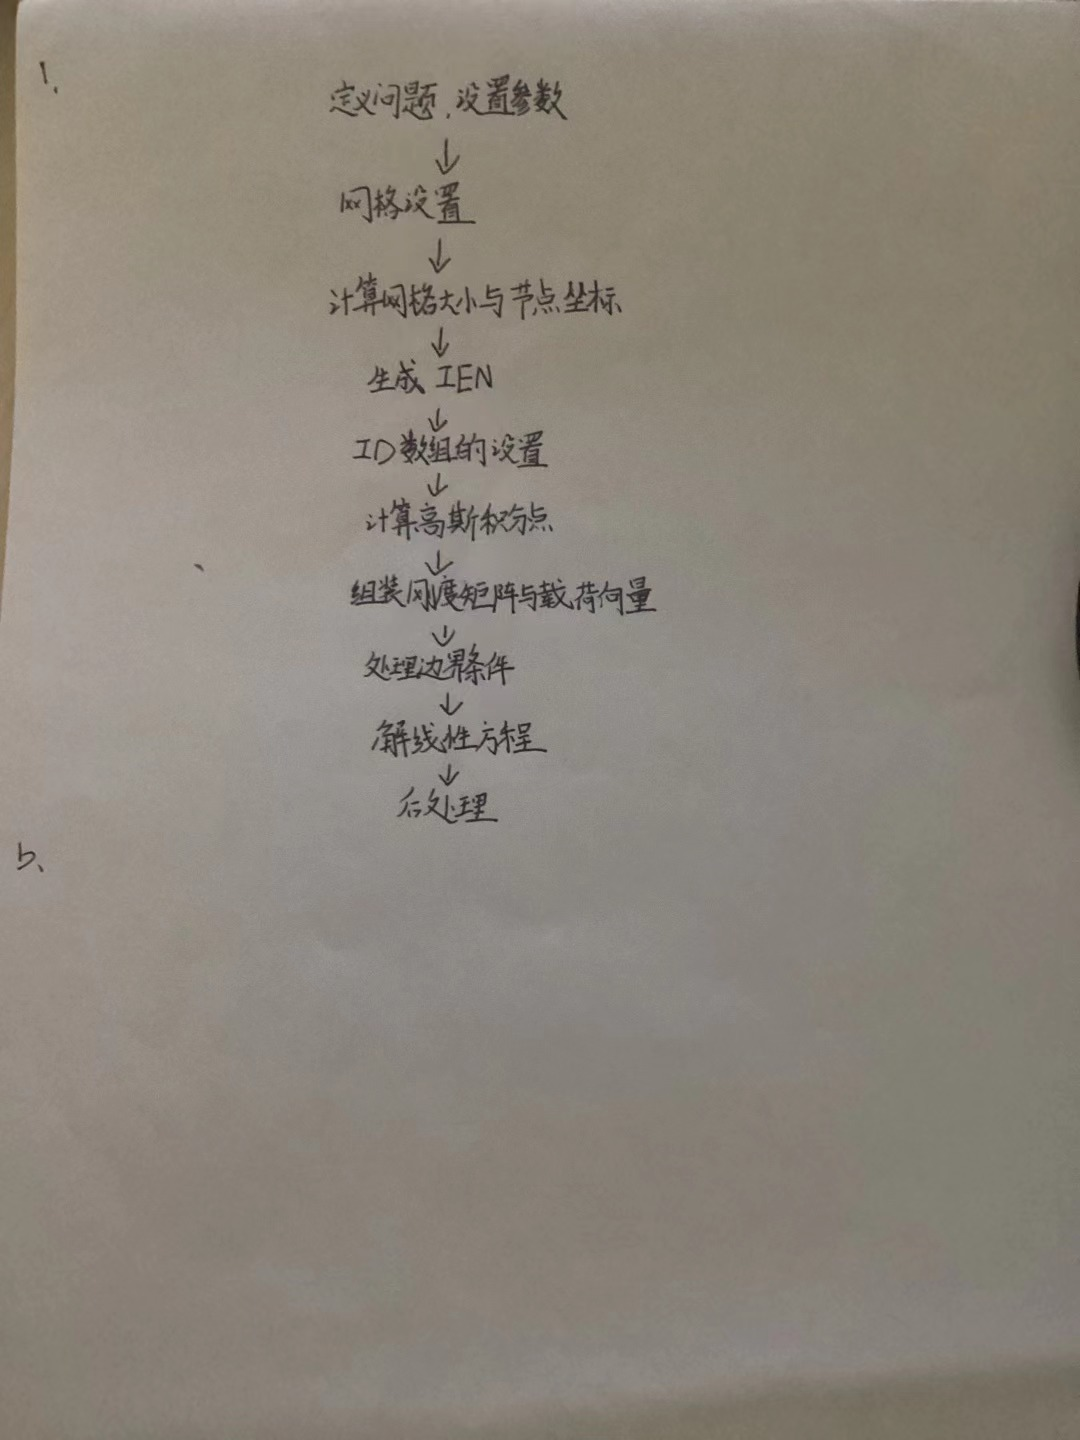 1.
定义问题,设置参数
↓
网格设置
↓
计算网格大小与节点坐标
↓
生成 IEN
↓
ID数组的设置
↓
计算高斯积分点
↓
组装刚度矩阵与载荷向量
↓
处理边界条件
↓
解线性方程
↓
后处理
b、